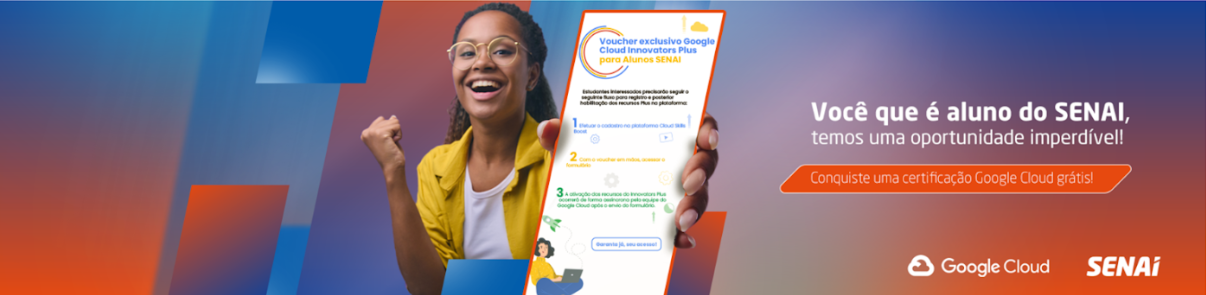 Voucher exclusivo Google
Cloud Innovators Plus
para Alunos SENAI
Estudantes interessados precisarão seguir o
seguinte fluxo para registro e posterior
habilitação dos recursos Plus na plataforma:
1 Efetuar o cadastro na plataforma Cloud Skills
Boost
2 Com o voucher em mãos, acessar o
formulário
3 A ativação dos recursos do Innovators Plus
ocorrerá de forma assíncrona pela equipe do
Google Cloud após o envio do formulário.
Garanta já, seu acesso!
Você que é aluno do SENAI,
temos uma oportunidade imperdível!
Conquiste uma certificação Google Cloud grátis!
Google Cloud
SENAI